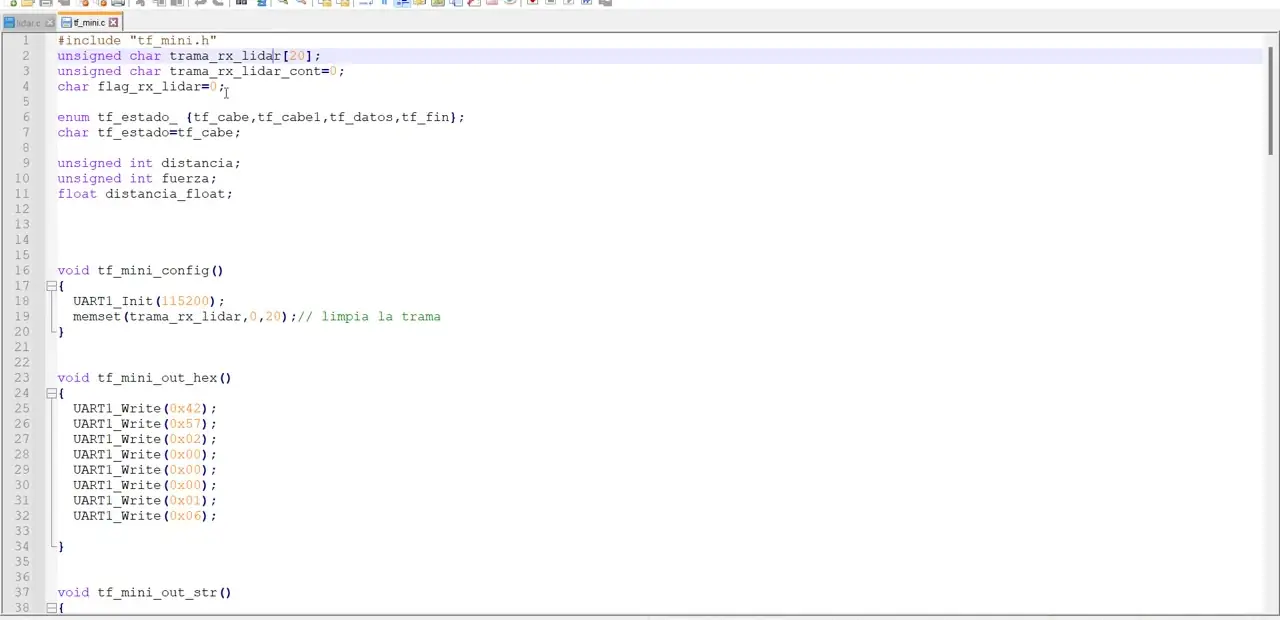 lidar.c tf_mini.c
1 #include "tf_mini.h"
2 unsigned char trama_rx_lidar[20];
3 unsigned char trama_rx_lidar_cont=0;
4 char flag_rx_lidar=0;
5
6 enum tf_estado_ {tf_cabe,tf_cabe1,tf_datos,tf_fin};
7 char tf_estado=tf_cabe;
8
9 unsigned int distancia;
10 unsigned int fuerza;
11 float distancia_float;
12
13
14
15
16 void tf_mini_config()
17 {
18 UART1_Init(115200);
19 memset(trama_rx_lidar,0,20);// limpia la trama
20 }
21
22
23 void tf_mini_out_hex()
24 {
25 UART1_Write(0x42);
26 UART1_Write(0x57);
27 UART1_Write(0x02);
28 UART1_Write(0x00);
29 UART1_Write(0x00);
30 UART1_Write(0x00);
31 UART1_Write(0x01);
32 UART1_Write(0x06);
33
34 }
35
36
37 void tf_mini_out_str()
38 {